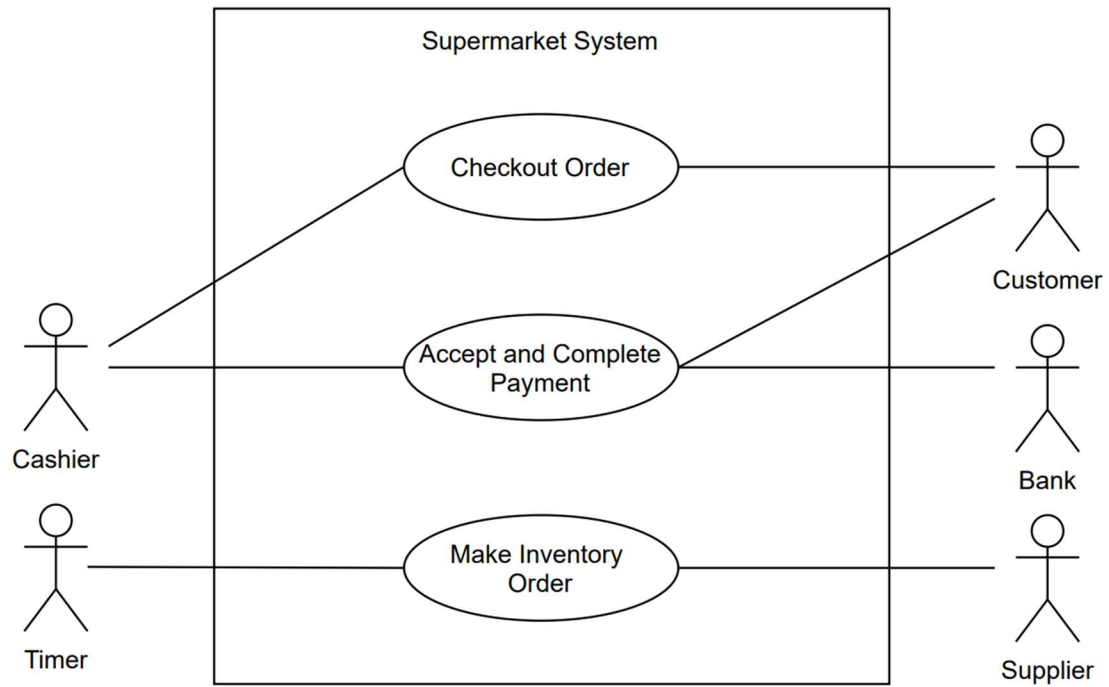 Supermarket System
Checkout Order
Customer
Accept and Complete
Payment
Cashier
Bank
Make Inventory
Order
Timer
Supplier